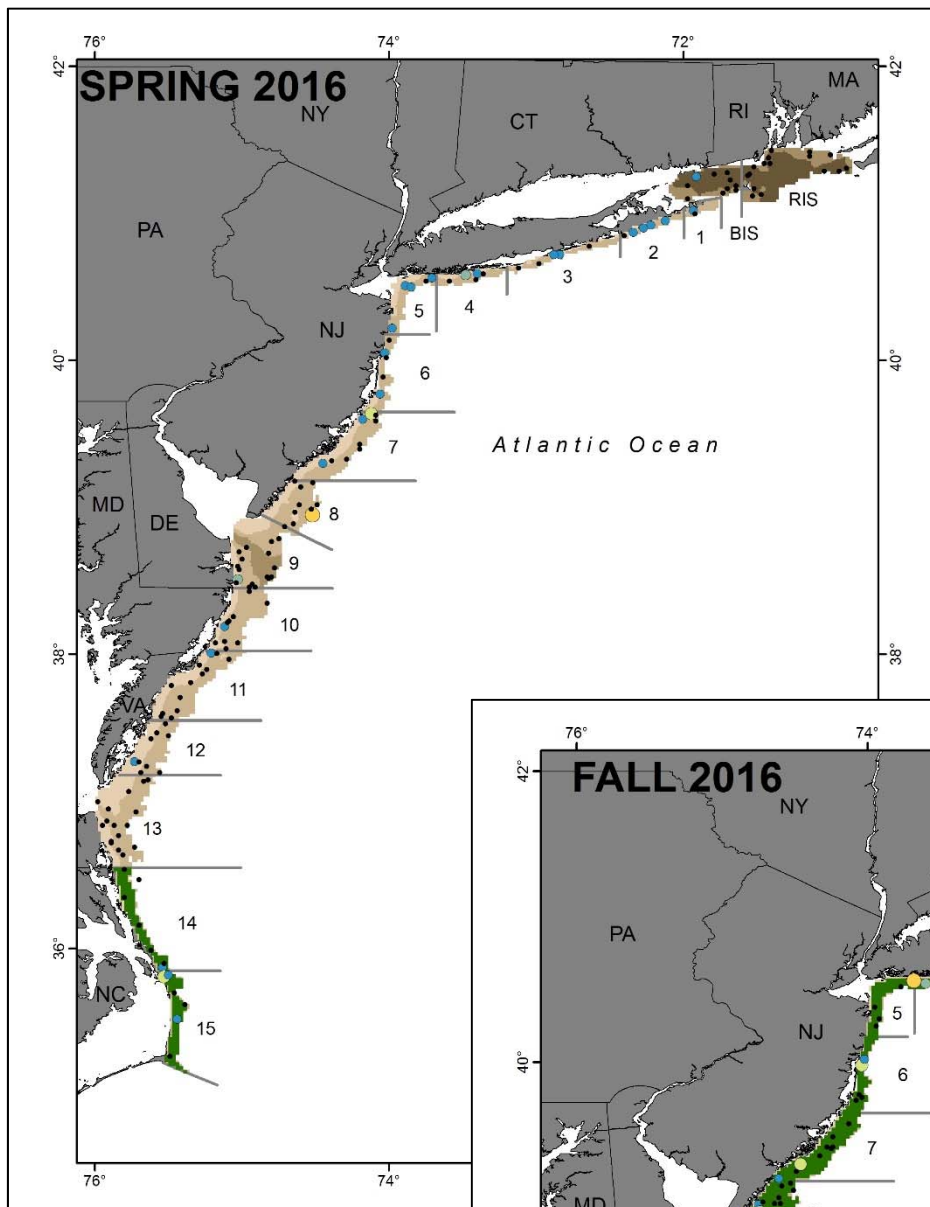 76°
74°
72°
42°
SPRING 2016
42°
NY
CT
RI
MA
PA
RIS
BIS
1
2
3
4
5
NJ
40°
40°
6
7
Atlantic Ocean
MD
DE
8
9
10
38°
38°
11
VA
12
13
14
36°
NC
15
76°
74°
76°
74°
42°
FALL 2016
NY
PA
5
NJ
40°
6
7
MD